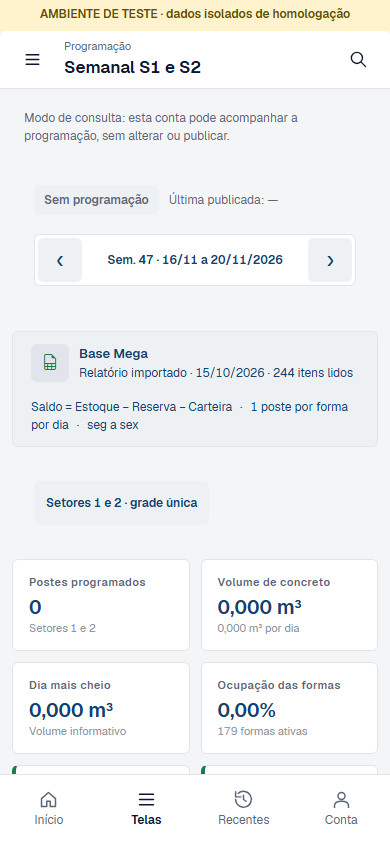 AMBIENTE DE TESTE · dados isolados de homologação
Programação
Semanal S1 e S2
Modo de consulta: esta conta pode acompanhar a
programação, sem alterar ou publicar.
Sem programação Última publicada: —
‹ Sem. 47 · 16/11 a 20/11/2026 ›
Base Mega
Relatório importado · 15/10/2026 · 244 itens lidos
Saldo = Estoque – Reserva – Carteira · 1 poste por forma
por dia · seg a sex
Setores 1 e 2 · grade única
Postes programados
0
Setores 1 e 2
Volume de concreto
0,000 m³
0,000 m³ por dia
Dia mais cheio
0,000 m³
Volume informativo
Ocupação das formas
0,00%
179 formas ativas
Início Telas Recentes Conta